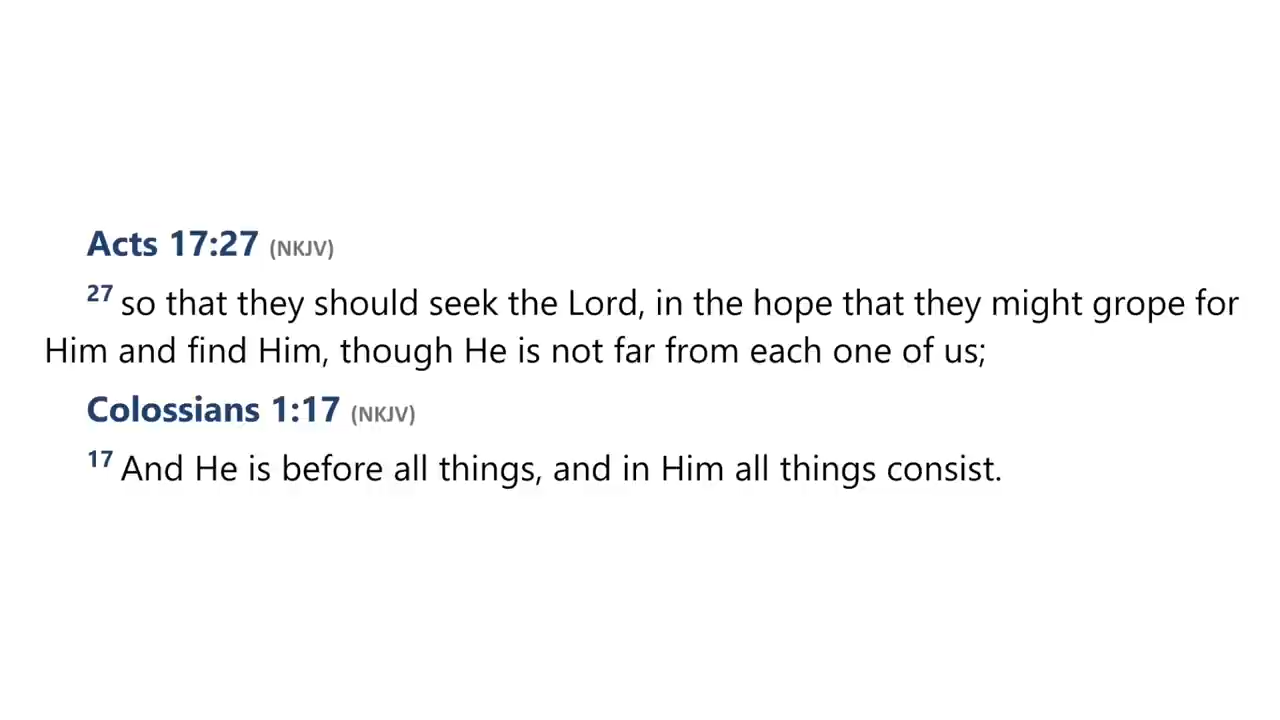 Acts 17:27 (NKJV)
27 so that they should seek the Lord, in the hope that they might grope for
Him and find Him, though He is not far from each one of us;
Colossians 1:17 (NKJV)
17 And He is before all things, and in Him all things consist.